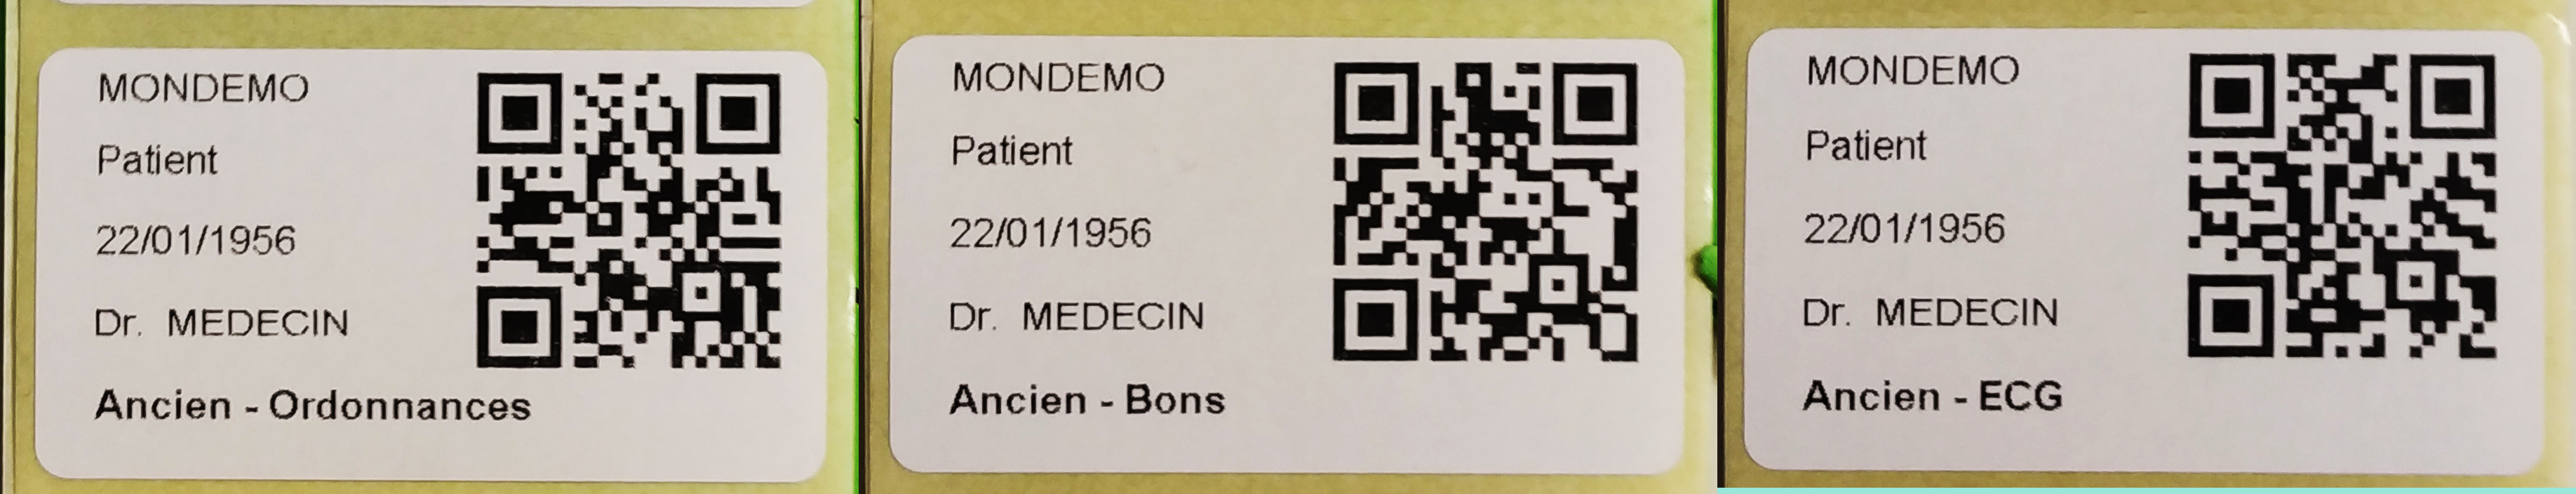 MONDEMO
Patient
22/01/1956
Dr. MEDECIN
Ancien - Ordonnances
MONDEMO
Patient
22/01/1956
Dr. MEDECIN
Ancien - Bons
MONDEMO
Patient
22/01/1956
Dr. MEDECIN
Ancien - ECG